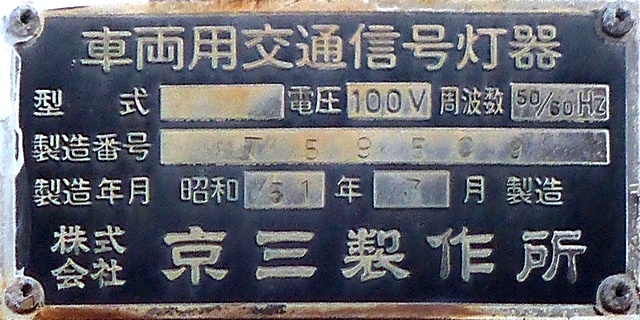 車両用交通信号灯器
型式 電圧 100V 周波数 50/60HZ
製造番号
製造年月 昭和 51 年 7 月 製造
株式会社 京三製作所